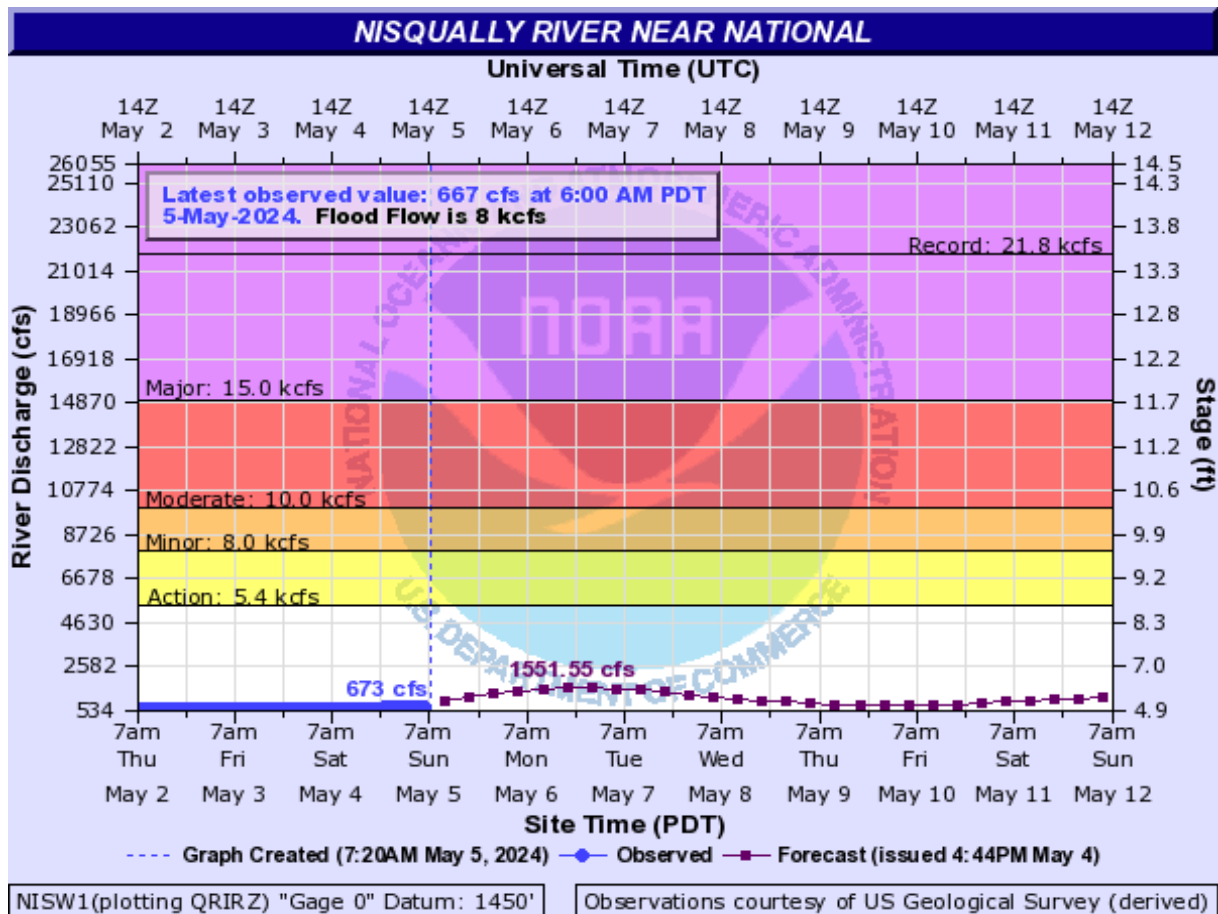 NISQUALLY RIVER NEAR NATIONAL
Universal Time (UTC)
14Z 14Z 14Z 14Z 14Z 14Z 14Z 14Z 14Z 14Z 14Z
May 2 May 3 May 4 May 5 May 6 May 7 May 8 May 9 May 10 May 11 May 12
26055 14.5
25110 14.3
Latest observed value: 667 cfs at 6:00 AM PDT
5-May-2024. Flood Flow is 8 kcfs
23062 13.8
Record: 21.8 kcfs
21014 13.3
18966 12.8
16918 12.2
Major: 15.0 kcfs
14870 11.7
12822 11.2
10774 10.6
Moderate: 10.0 kcfs
8726 9.9
Minor: 8.0 kcfs
6678 9.2
Action: 5.4 kcfs
4630 8.3
2582 7.0
1551.55 cfs
673 cfs
534 4.9
River Discharge (cfs)
Stage (ft)
NOAA
NATIONAL OCEANIC AND ATMOSPHERIC ADMINISTRATION
U.S. DEPARTMENT OF COMMERCE
7am 7am 7am 7am 7am 7am 7am 7am 7am 7am 7am
Thu Fri Sat Sun Mon Tue Wed Thu Fri Sat Sun
May 2 May 3 May 4 May 5 May 6 May 7 May 8 May 9 May 10 May 11 May 12
Site Time (PDT)
Graph Created (7:20AM May 5, 2024) Observed Forecast (issued 4:44PM May 4)
NISW1(plotting QRIRZ) "Gage 0" Datum: 1450'
Observations courtesy of US Geological Survey (derived)